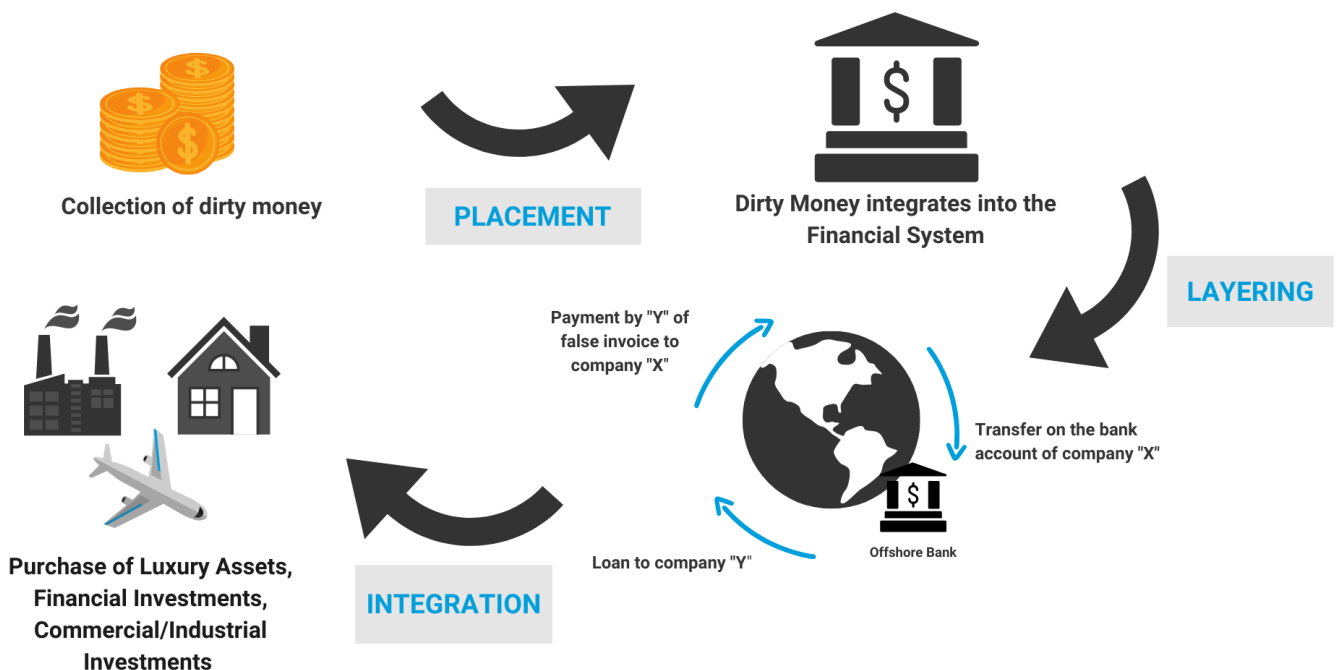 Collection of dirty money
PLACEMENT
$
Dirty Money integrates into the
Financial System
LAYERING
Payment by "Y" of
false invoice to
company "X"
Transfer on the bank
account of company "X"
$
Offshore Bank
Loan to company "Y"
INTEGRATION
$
$
$
Purchase of Luxury Assets,
Financial Investments,
Commercial/Industrial
Investments